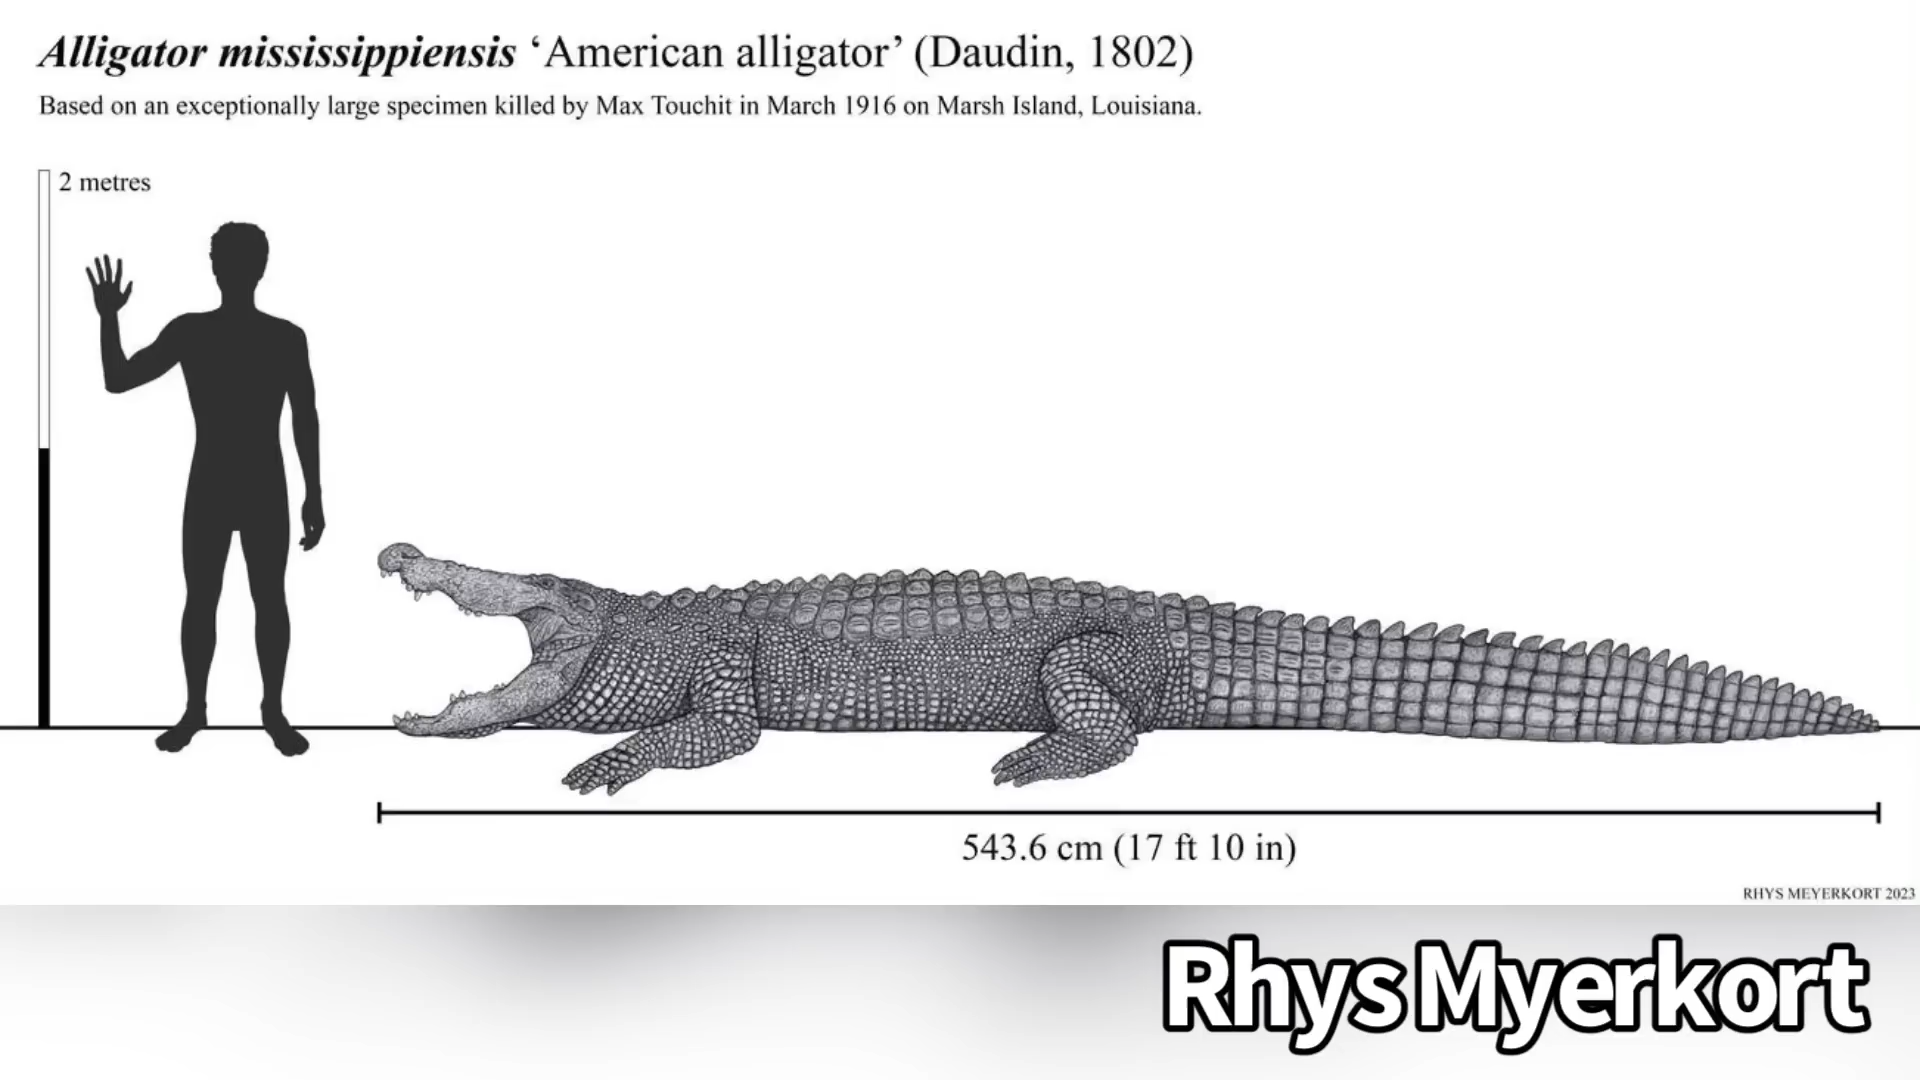 Alligator mississippiensis ‘American alligator’ (Daudin, 1802)
Based on an exceptionally large specimen killed by Max Touchit in March 1916 on Marsh Island, Louisiana.
2 metres
543.6 cm (17 ft 10 in)
RHYS MEYERKORT 2023
Rhys Myerkort